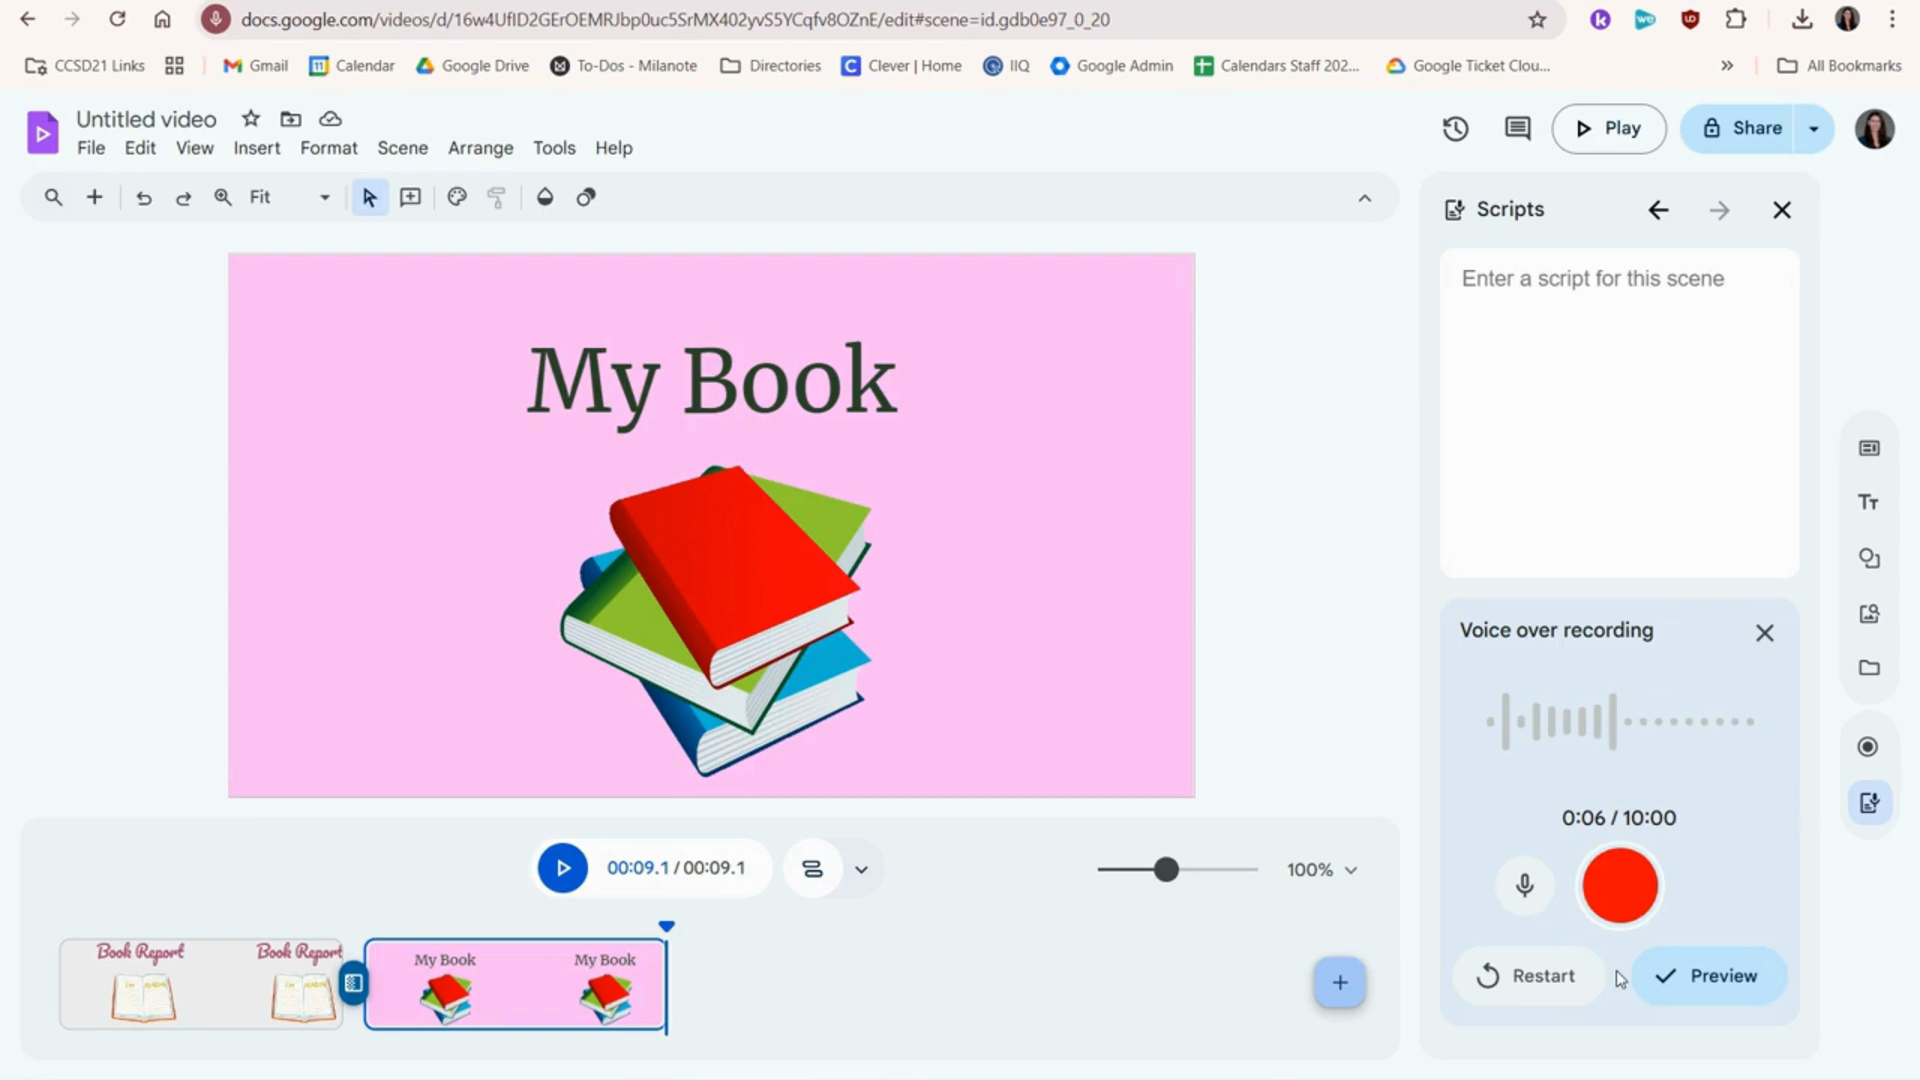 docs.google.com/videos/d/16w4UfID2GErOEMRJbp0uc5SrMX402yvS5YCqfv8OZnE/edit#scene=id.gdb0e97_0_20
CCSD21 Links
Gmail
Calendar
Google Drive
To-Dos - Milanote
Directories
Clever | Home
IIQ
Google Admin
Calendars Staff 202...
Google Ticket Clou...
All Bookmarks
Untitled video
Play
Share
File Edit View Insert Format Scene Arrange Tools Help
Fit
Scripts
Enter a script for this scene
My Book
Voice over recording
0:06 / 10:00
Restart
Preview
00:09.1 / 00:09.1
100%
Book Report
Book Report
My Book
My Book